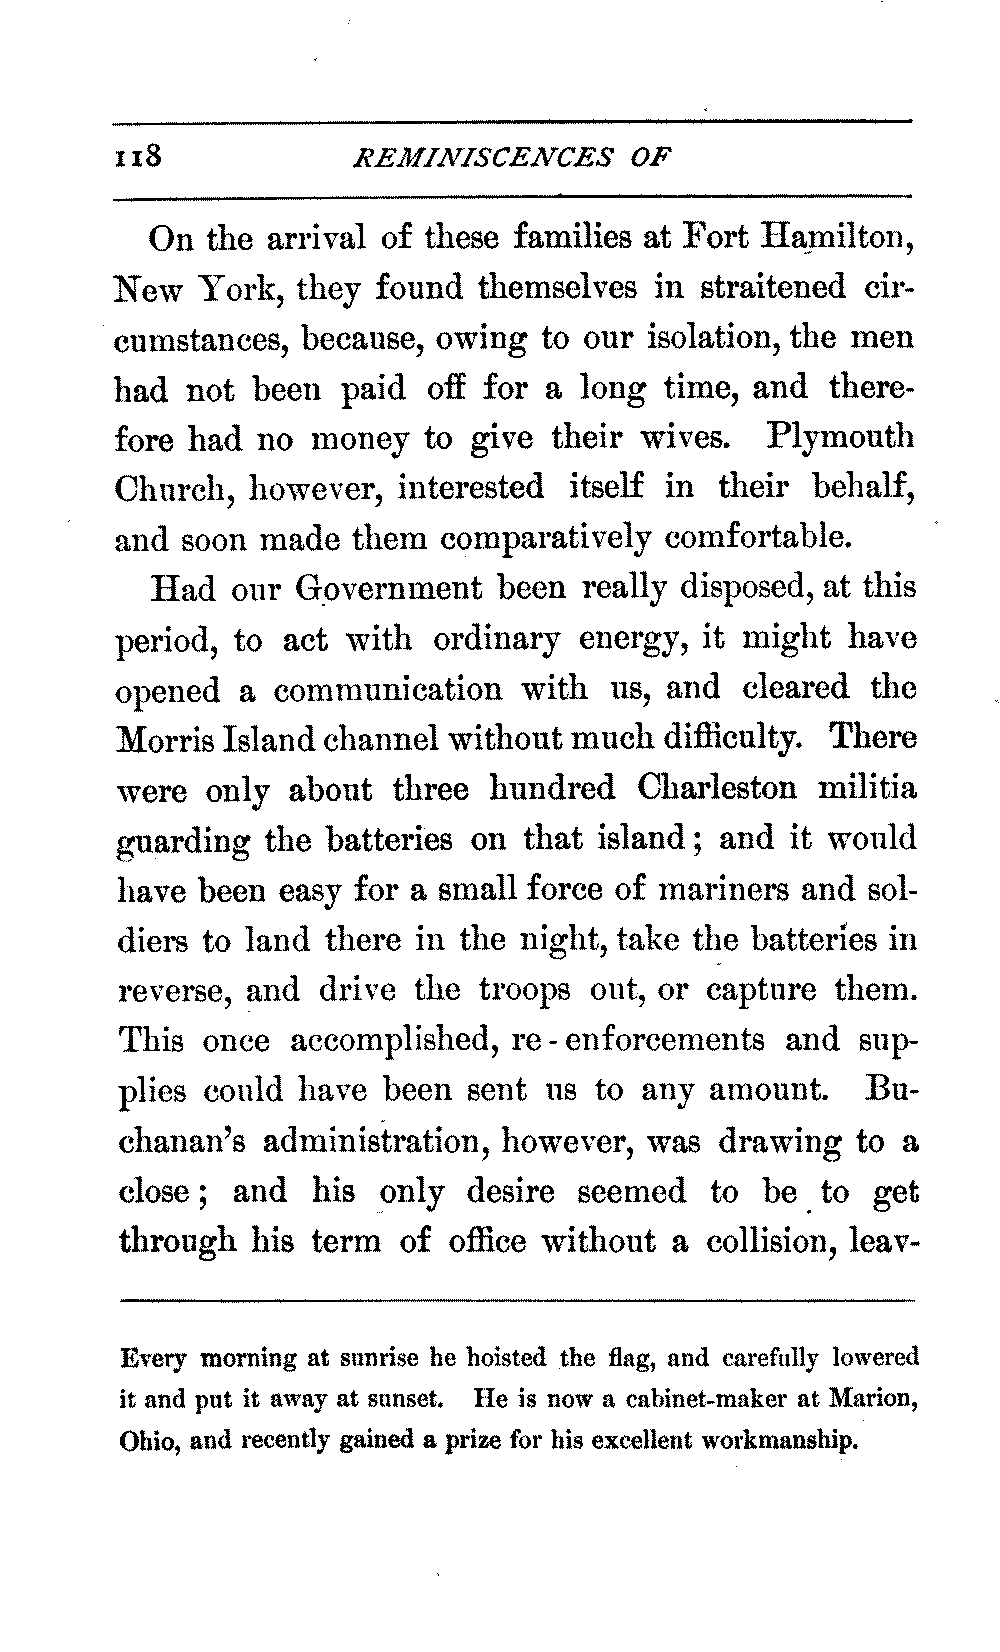 118 REMINISCENCES OF
On the arrival of these families at Fort Hamilton,
New York, they found themselves in straitened cir-
cumstances, because, owing to our isolation, the men
had not been paid off for a long time, and there-
fore had no money to give their wives. Plymouth
Church, however, interested itself in their behalf,
and soon made them comparatively comfortable.
Had our Government been really disposed, at this
period, to act with ordinary energy, it might have
opened a communication with us, and cleared the
Morris Island channel without much difficulty. There
were only about three hundred Charleston militia
guarding the batteries on that island; and it would
have been easy for a small force of mariners and sol-
diers to land there in the night, take the batteries in
reverse, and drive the troops out, or capture them.
This once accomplished, re-enforcements and sup-
plies could have been sent us to any amount. Bu-
chanan's administration, however, was drawing to a
close; and his only desire seemed to be to get
through his term of office without a collision, leav-
Every morning at sunrise he hoisted the flag, and carefully lowered
it and put it away at sunset. He is now a cabinet-maker at Marion,
Ohio, and recently gained a prize for his excellent workmanship.